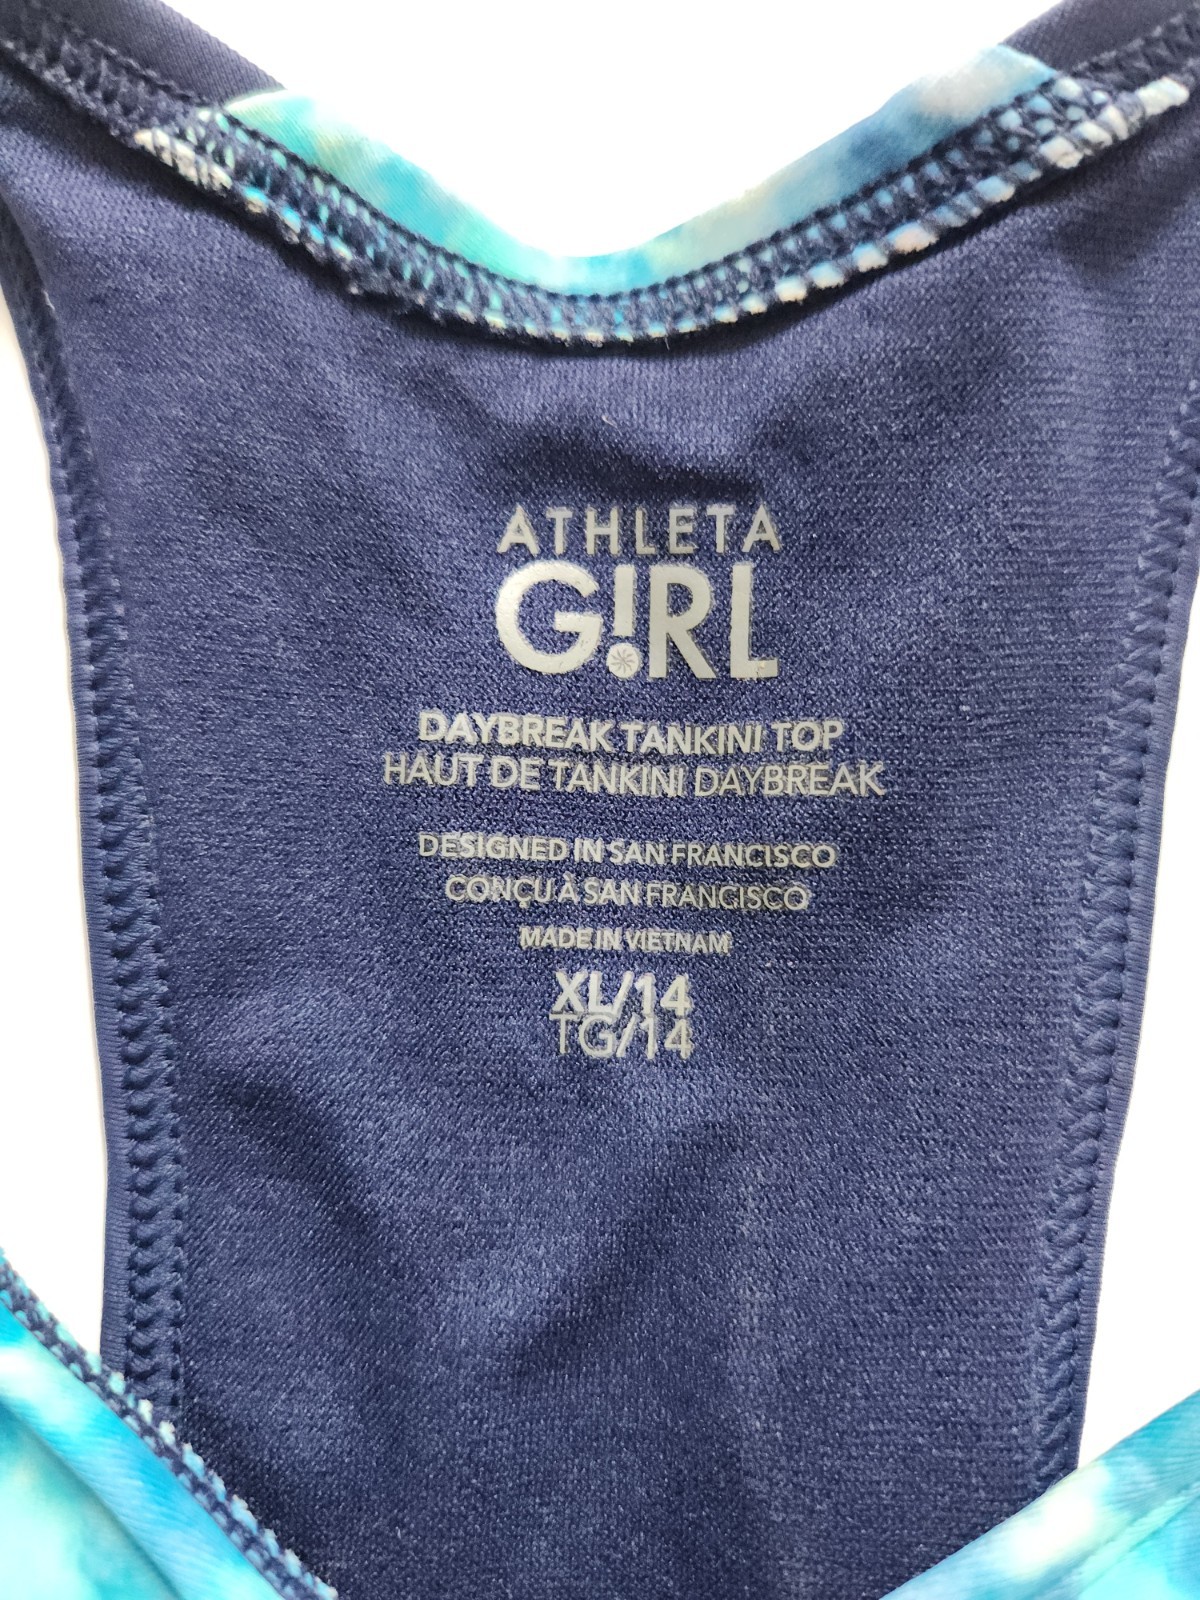 ATHLETA
G!RL
DAYBREAK TANKINI TOP
HAUT DE TANKINI DAYBREAK
DESIGNED IN SAN FRANCISCO
CONÇU À SAN FRANCISCO
MADE IN VIETNAM
XL/14
TG/14